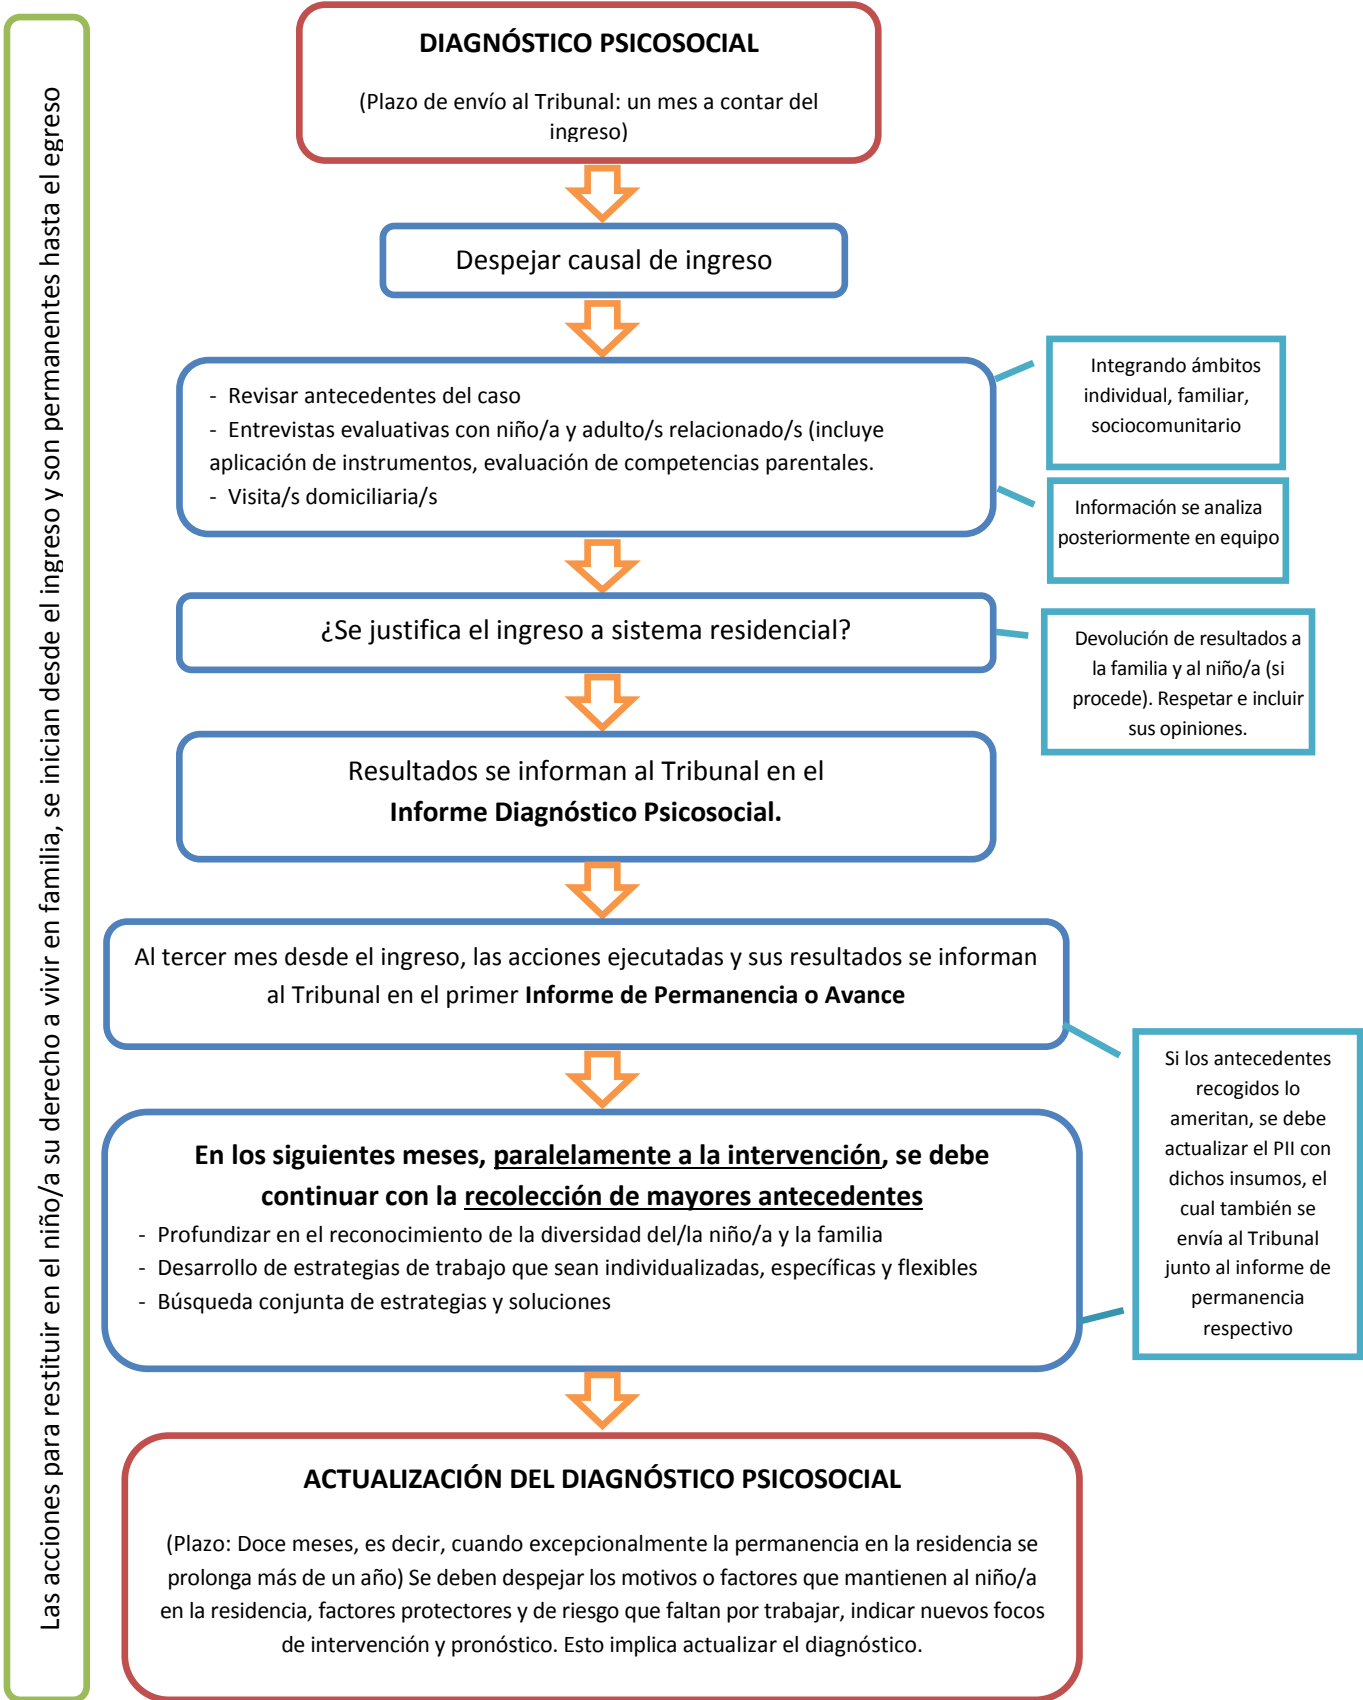 Las acciones para restituir en el niño/a su derecho a vivir en familia, se inician desde el ingreso y son permanentes hasta el egreso
DIAGNÓSTICO PSICOSOCIAL
(Plazo de envío al Tribunal: un mes a contar del
ingreso)
Despejar causal de ingreso
- Revisar antecedentes del caso
- Entrevistas evaluativas con niño/a y adulto/s relacionado/s (incluye
aplicación de instrumentos, evaluación de competencias parentales.
- Visita/s domiciliaria/s
Integrando ámbitos
individual, familiar,
sociocomunitario
Información se analiza
posteriormente en equipo
¿Se justifica el ingreso a sistema residencial?
Devolución de resultados a
la familia y al niño/a (si
procede). Respetar e incluir
sus opiniones.
Resultados se informan al Tribunal en el
Informe Diagnóstico Psicosocial.
Al tercer mes desde el ingreso, las acciones ejecutadas y sus resultados se informan
al Tribunal en el primer Informe de Permanencia o Avance
Si los antecedentes
recogidos lo
ameritan, se debe
actualizar el PII con
dichos insumos, el
cual también se
envía al Tribunal
junto al informe de
permanencia
respectivo
En los siguientes meses, paralelamente a la intervención, se debe
continuar con la recolección de mayores antecedentes
- Profundizar en el reconocimiento de la diversidad del/la niño/a y la familia
- Desarrollo de estrategias de trabajo que sean individualizadas, específicas y flexibles
- Búsqueda conjunta de estrategias y soluciones
ACTUALIZACIÓN DEL DIAGNÓSTICO PSICOSOCIAL
(Plazo: Doce meses, es decir, cuando excepcionalmente la permanencia en la residencia se
prolonga más de un año) Se deben despejar los motivos o factores que mantienen al niño/a
en la residencia, factores protectores y de riesgo que faltan por trabajar, indicar nuevos focos
de intervención y pronóstico. Esto implica actualizar el diagnóstico.